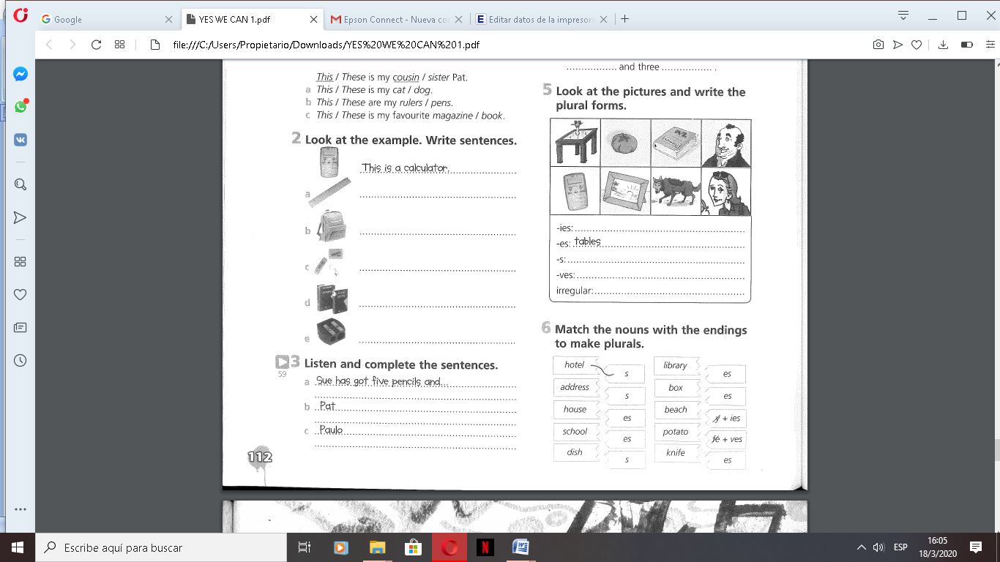 Google
YES WE CAN 1.pdf
Epson Connect - Nueva co
Editar datos de la impresor
file:///C:/Users/Propietario/Downloads/YES%20WE%20CAN%201.pdf
This / These is my cousin / sister Pat.
a This / These is my cat / dog.
b This / These are my rulers / pens.
c This / These is my favourite magazine / book.
2 Look at the example. Write sentences.
This is a calculator.
a
b
c
d
e
3 Listen and complete the sentences.
59
a Sue has got five pencils and...
b Pat
c Paulo
112
................. and three ................. .
5 Look at the pictures and write the
plural forms.
A-Z
-ies:
-es: tables
-s:
-ves:
irregular:
6 Match the nouns with the endings
to make plurals.
hotel
address
house
school
dish
s
s
es
es
s
library
box
beach
potato
knife
es
es
y + ies
fe + ves
es
Escribe aquí para buscar
ESP
16:05
18/3/2020